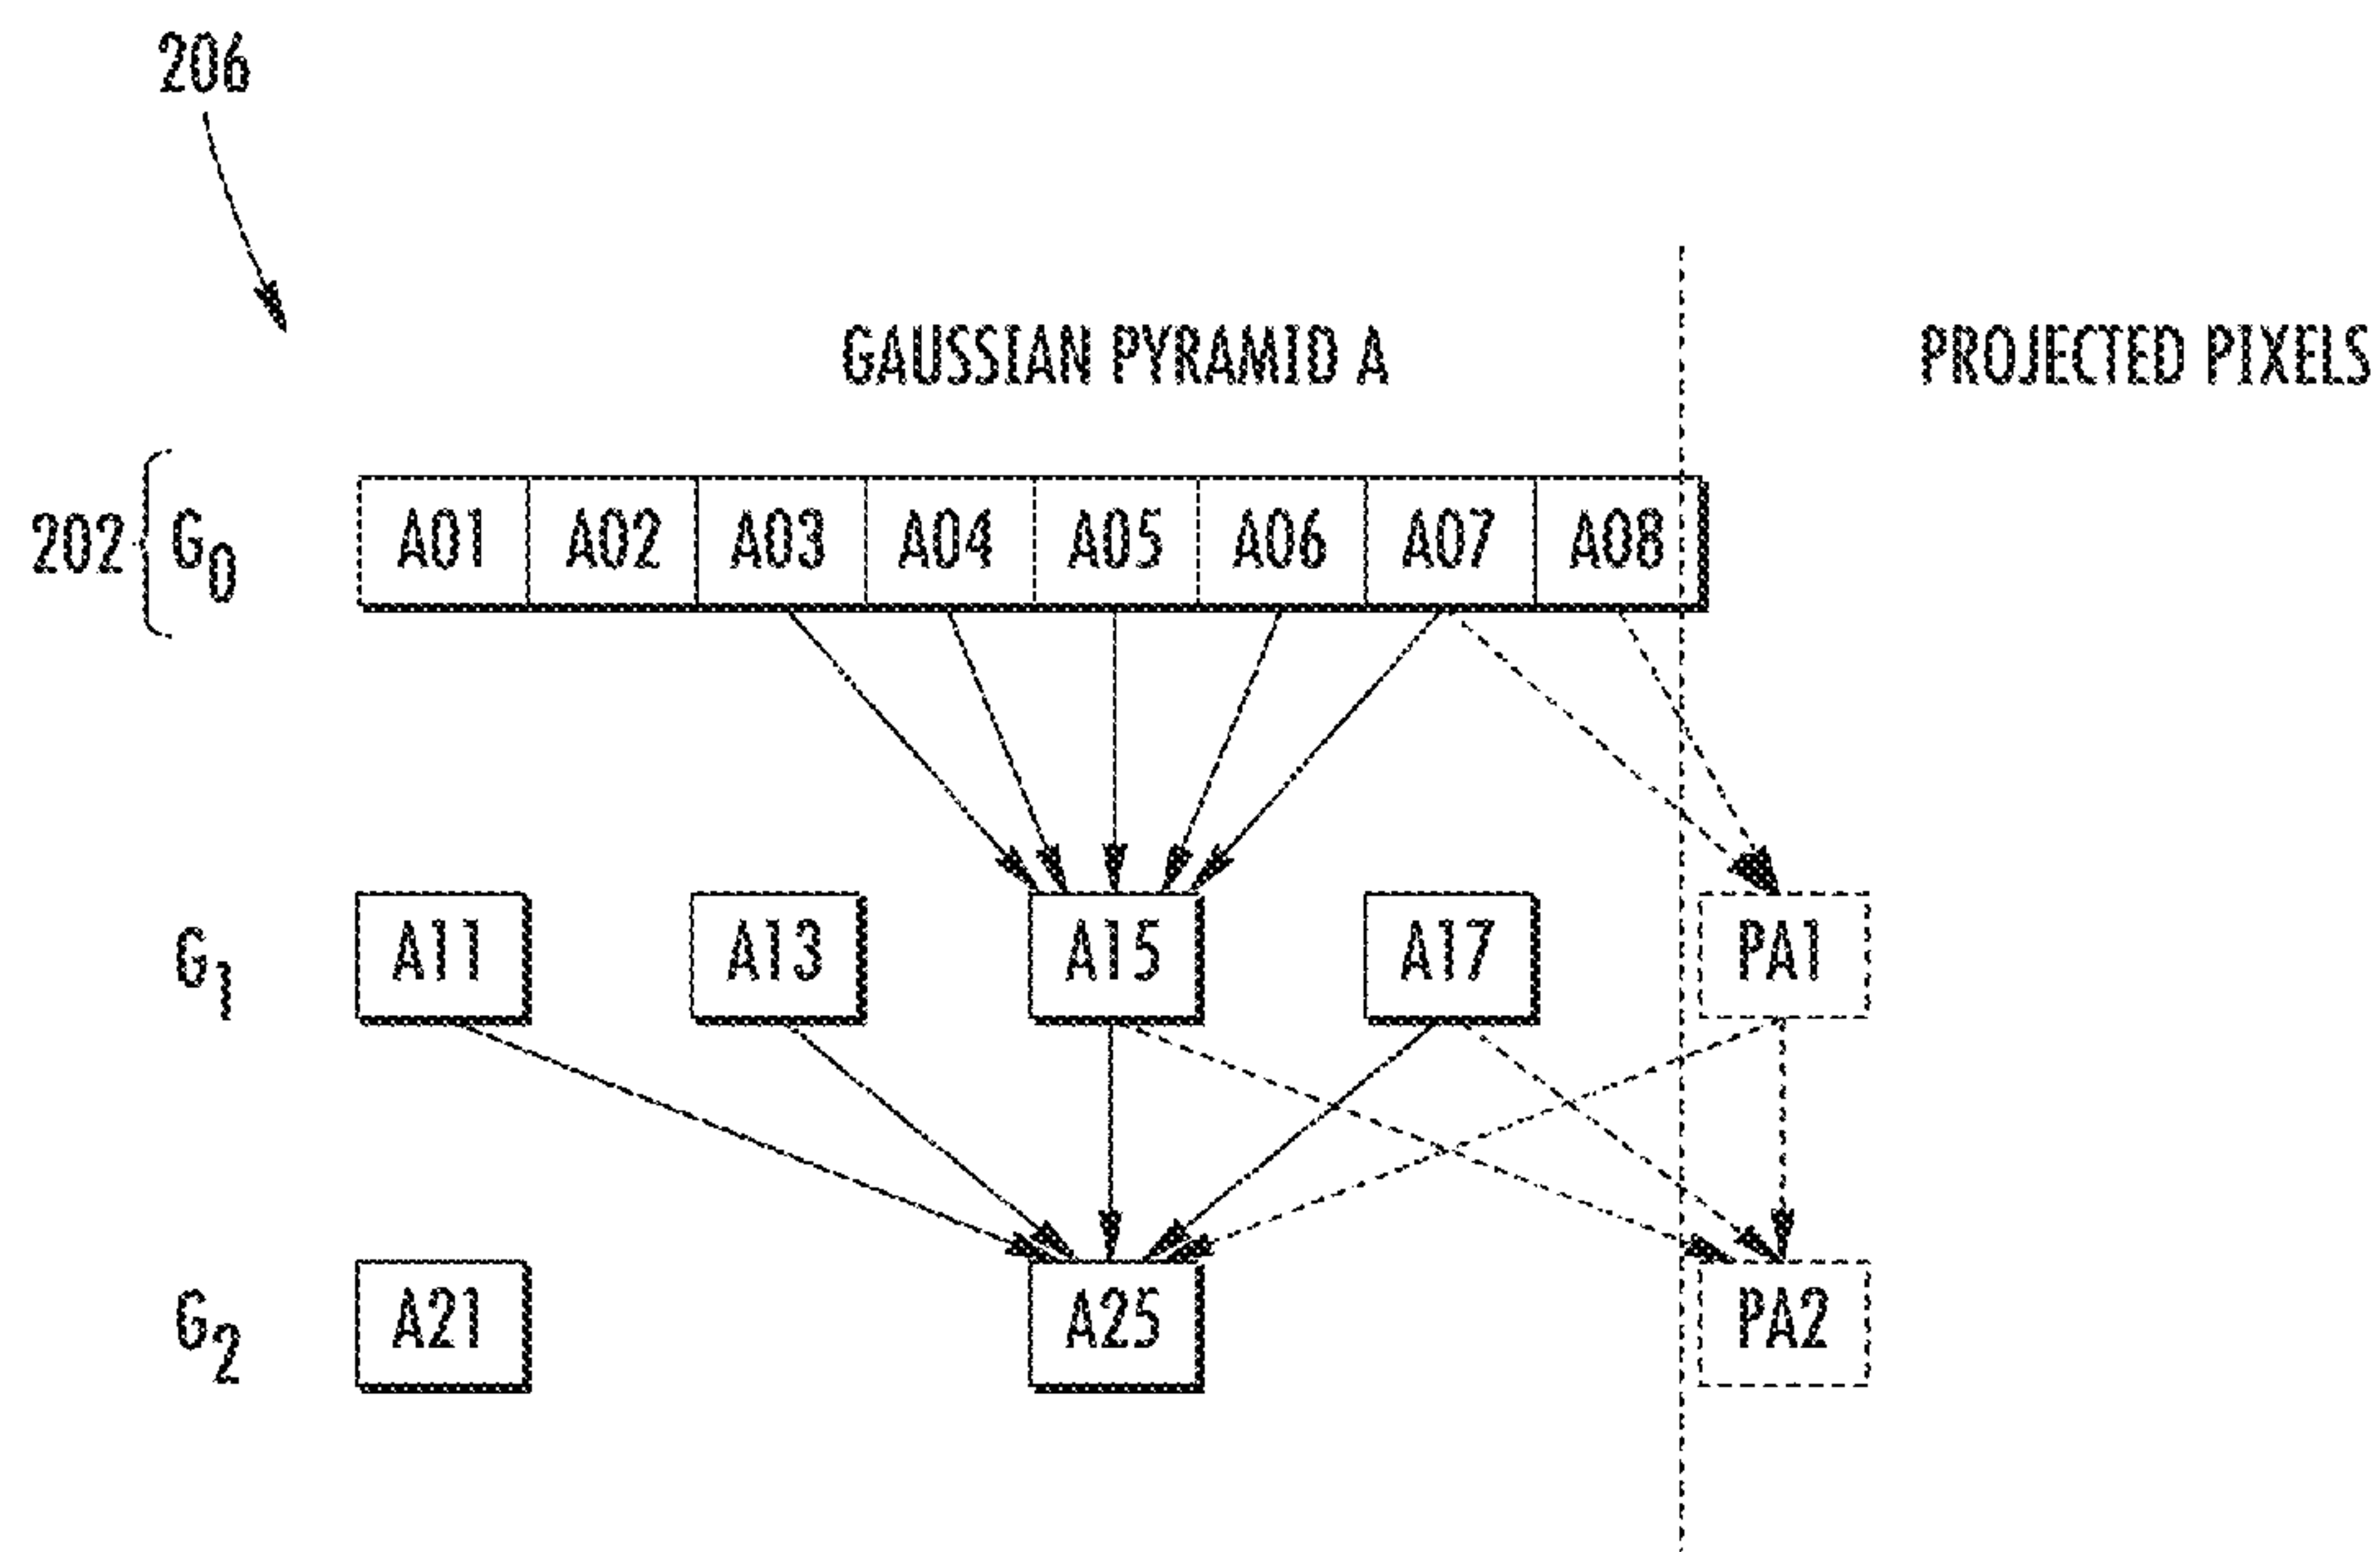 206
GAUSSIAN PYRAMID A PROJECTED PIXELS
202 G0 A01 A02 A03 A04 A05 A06 A07 A08
G1 A11 A13 A15 A17 PA1
G2 A21 A25 PA2